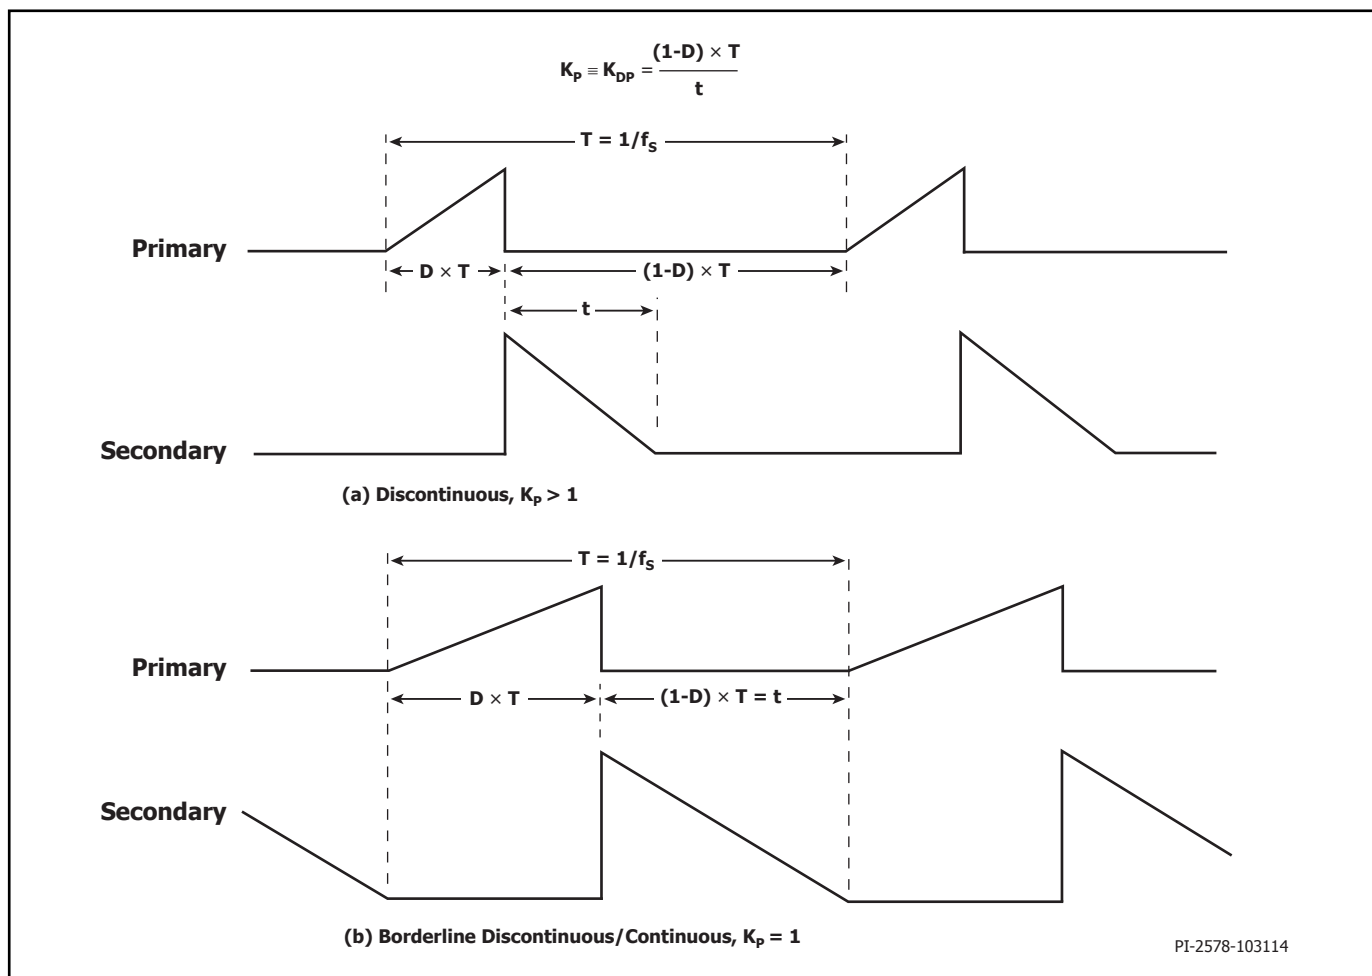 K_P ≡ K_DP = (1-D) × T / t
T = 1/f_S
Primary
D × T
(1-D) × T
t
Secondary
(a) Discontinuous, K_P > 1
T = 1/f_S
Primary
D × T
(1-D) × T = t
Secondary
(b) Borderline Discontinuous/Continuous, K_P = 1
PI-2578-103114